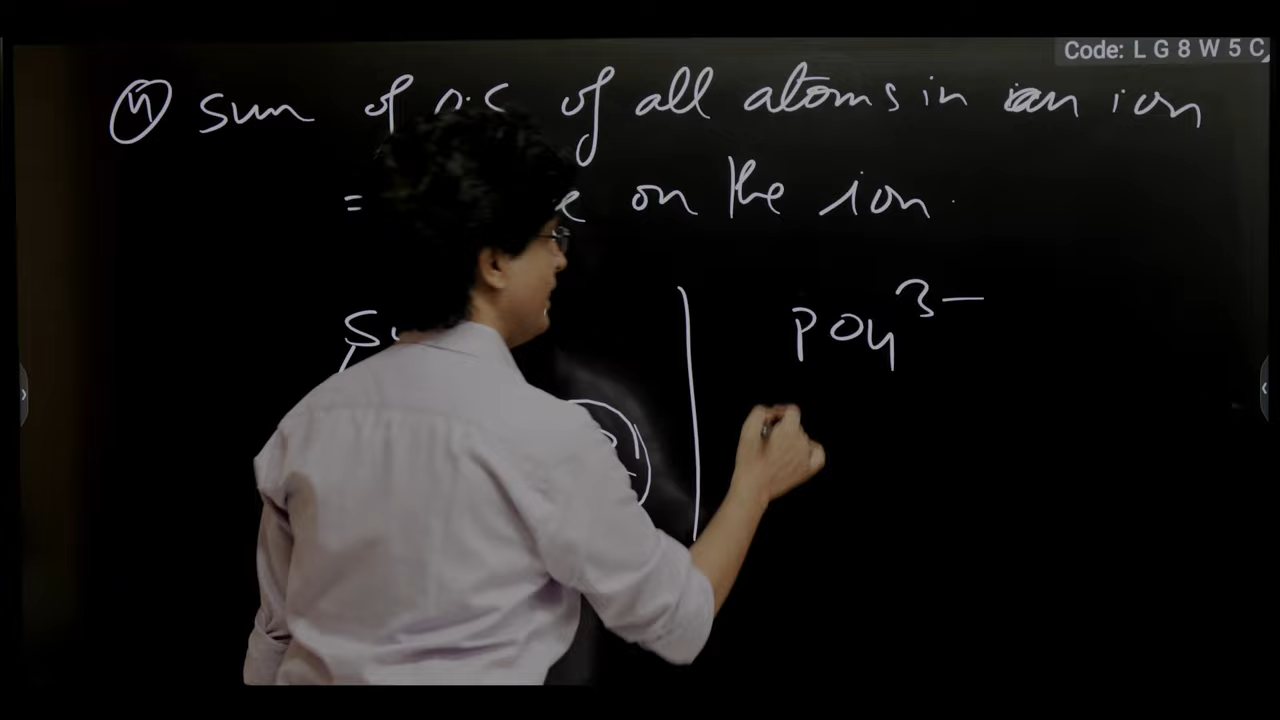 Code: L G 8 W 5 C
④ Sum of o.s of all atoms in an ion
= on the ion.
PO4 3−